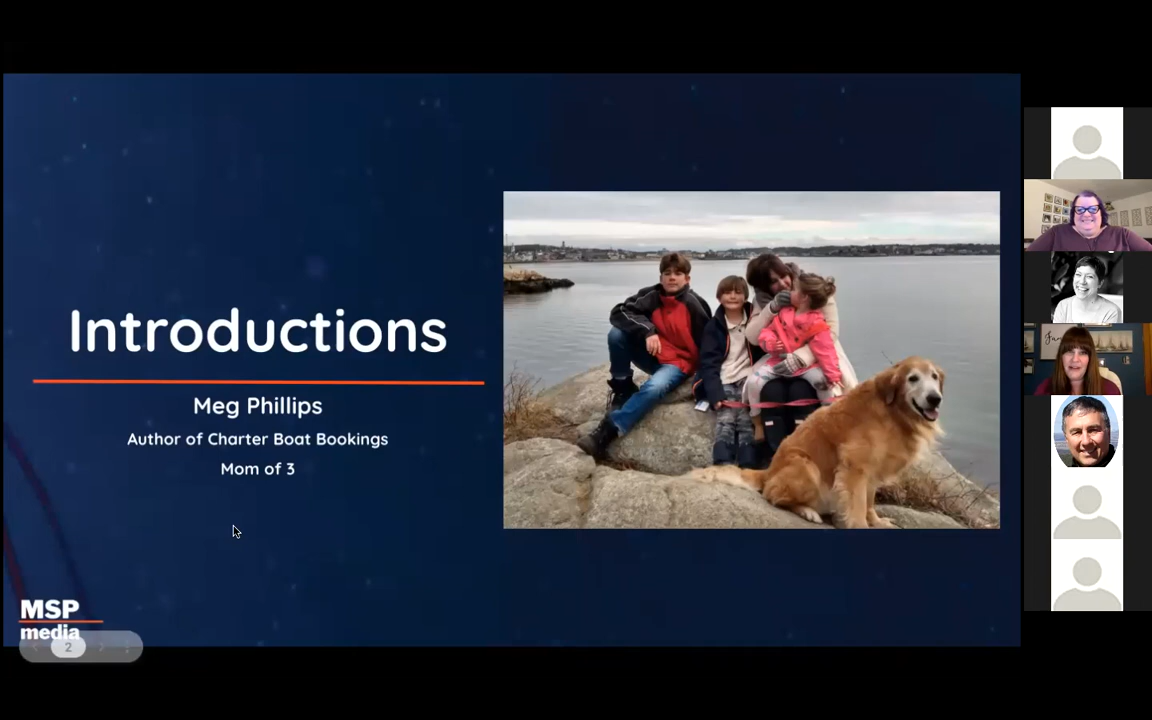 Introductions
Meg Phillips
Author of Charter Boat Bookings
Mom of 3
MSP
media
2